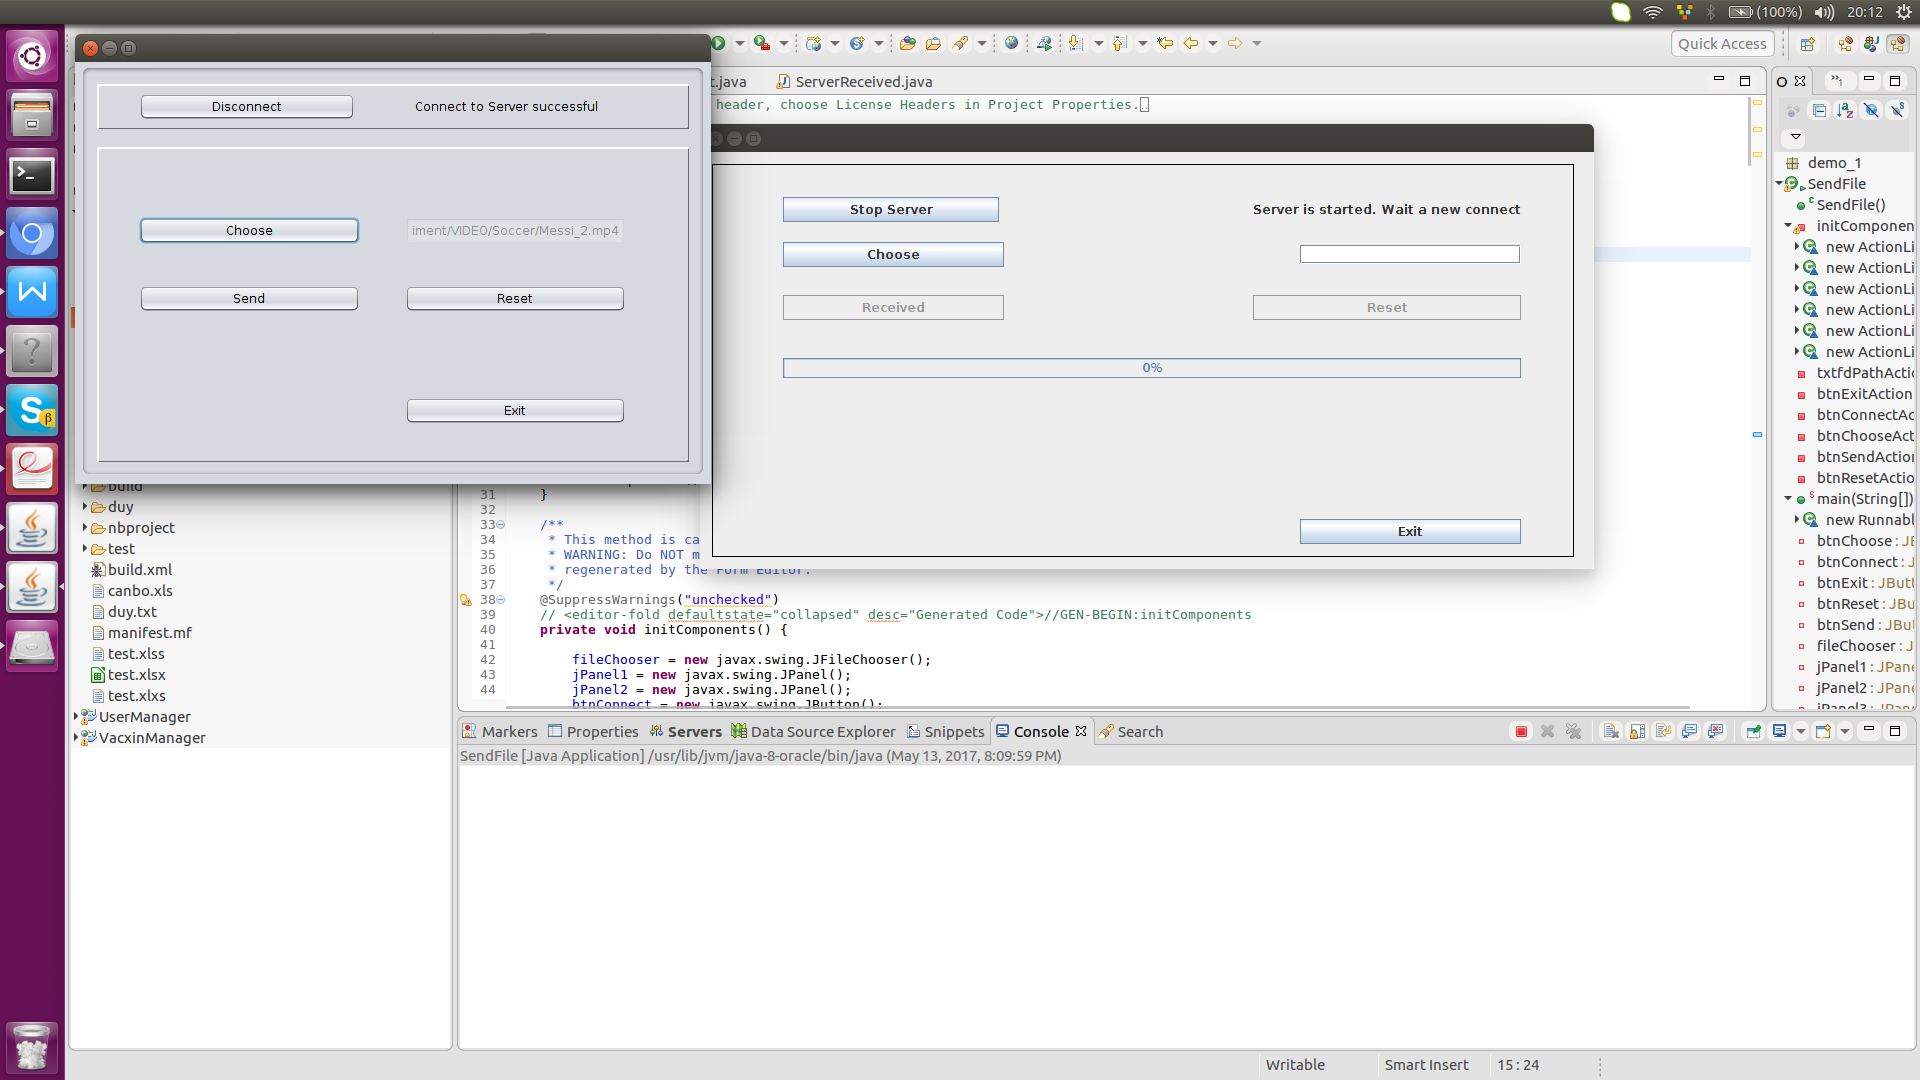 (100%) 20:12
Quick Access
Disconnect Connect to Server successful
Choose iment/VIDEO/Soccer/Messi_2.mp4
Send Reset
Exit
t.java ServerReceived.java
header, choose License Headers in Project Properties.
Stop Server Server is started. Wait a new connect
Choose
Received Reset
0%
Exit
build
duy
nbproject
test
build.xml
canbo.xls
duy.txt
manifest.mf
test.xlss
test.xlsx
test.xlxs
UserManager
VacxinManager
31 }
32
33 /**
34 * This method is ca
35 * WARNING: Do NOT m
36 * regenerated by the Form Editor.
37 */
38 @SuppressWarnings("unchecked")
39 // <editor-fold defaultstate="collapsed" desc="Generated Code">//GEN-BEGIN:initComponents
40 private void initComponents() {
41
42 fileChooser = new javax.swing.JFileChooser();
43 jPanel1 = new javax.swing.JPanel();
44 jPanel2 = new javax.swing.JPanel();
btnConnect = new javax.swing.JButton();
demo_1
SendFile
SendFile()
initComponen
new ActionLi
new ActionLi
new ActionLi
new ActionLi
new ActionLi
new ActionLi
txtfdPathActio
btnExitAction
btnConnectAc
btnChooseAct
btnSendAction
btnResetActio
main(String[])
new Runnabl
btnChoose : JB
btnConnect : J
btnExit : JButt
btnReset : JBu
btnSend : JBu
fileChooser : J
jPanel1 : JPane
jPanel2 : JPane
jPanel3 : JPane
Markers Properties Servers Data Source Explorer Snippets Console Search
SendFile [Java Application] /usr/lib/jvm/java-8-oracle/bin/java (May 13, 2017, 8:09:59 PM)
Writable Smart Insert 15 : 24